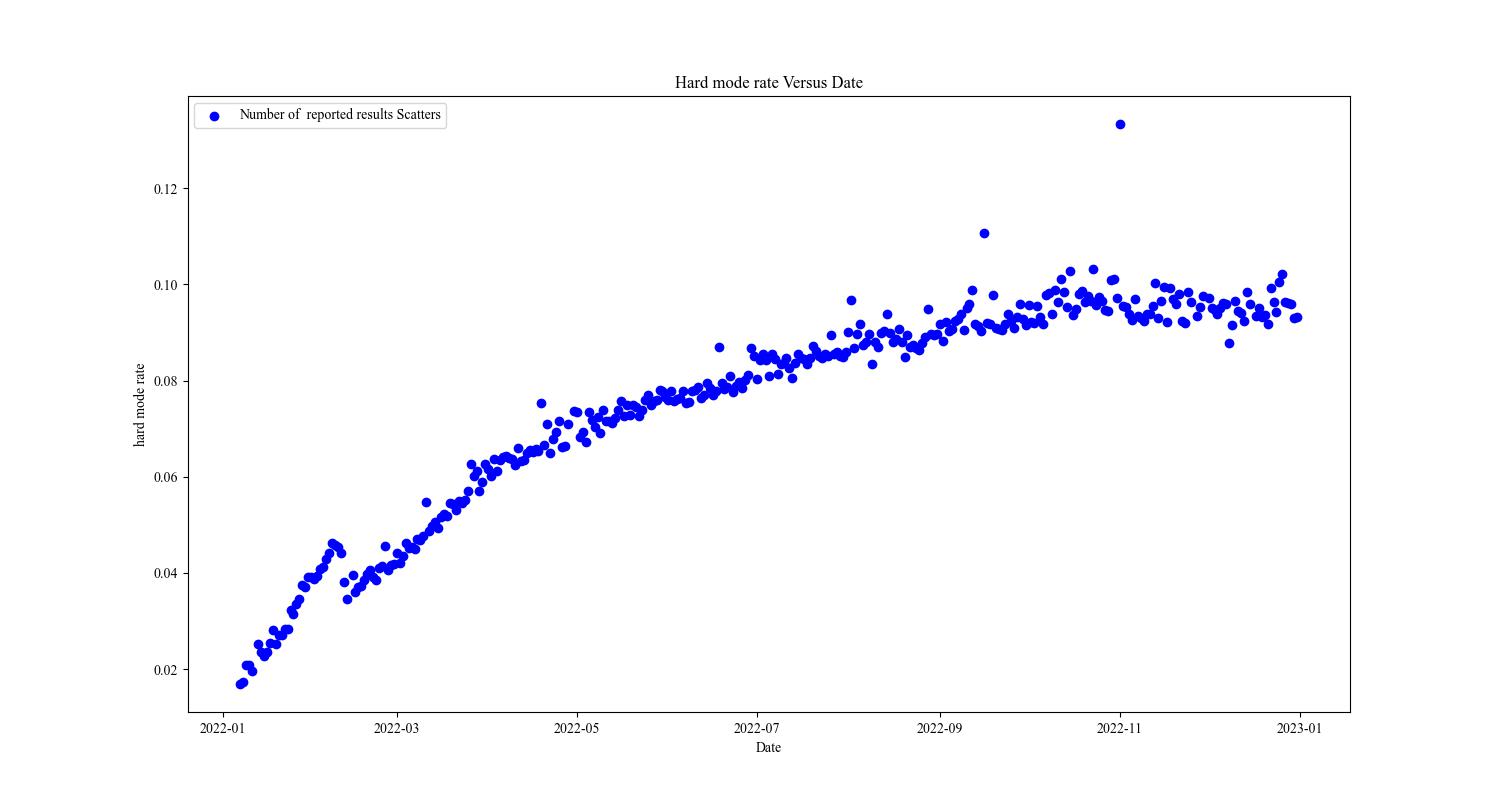 Hard mode rate Versus Date
Number of  reported results Scatters
0.12
0.10
0.08
0.06
0.04
0.02
hard mode rate
2022-01 2022-03 2022-05 2022-07 2022-09 2022-11 2023-01
Date